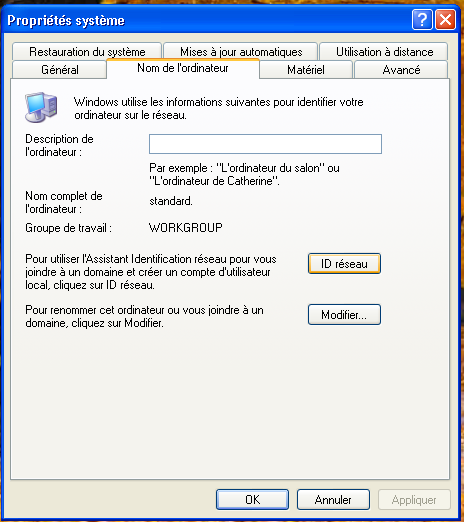 Propriétés système
Restauration du système
Mises à jour automatiques
Utilisation à distance
Général
Nom de l'ordinateur
Matériel
Avancé
Windows utilise les informations suivantes pour identifier votre
ordinateur sur le réseau.
Description de
l'ordinateur :
Par exemple : "L'ordinateur du salon" ou
"L'ordinateur de Catherine".
Nom complet de
l'ordinateur :
standard.
Groupe de travail :
WORKGROUP
Pour utiliser l'Assistant Identification réseau pour vous
joindre à un domaine et créer un compte d'utilisateur
local, cliquez sur ID réseau.
ID réseau
Pour renommer cet ordinateur ou vous joindre à un
domaine, cliquez sur Modifier.
Modifier...
OK
Annuler
Appliquer